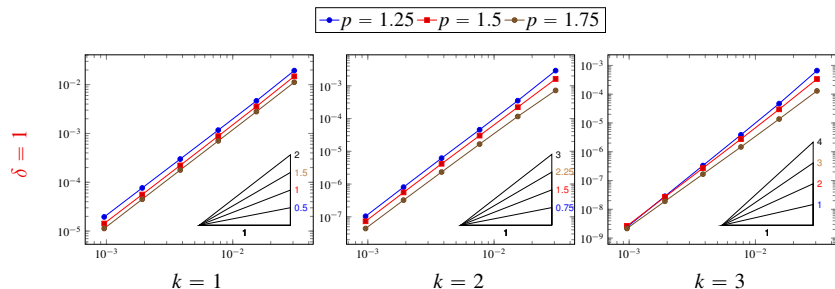 p = 1.25 p = 1.5 p = 1.75
δ = 1
10⁻² 10⁻³ 10⁻⁴ 10⁻⁵
2
1.5
1
0.5
1
10⁻³ 10⁻²
k = 1
10⁻³ 10⁻⁴ 10⁻⁵ 10⁻⁶ 10⁻⁷
3
2.25
1.5
0.75
1
10⁻³ 10⁻²
k = 2
10⁻³ 10⁻⁴ 10⁻⁵ 10⁻⁶ 10⁻⁷ 10⁻⁸ 10⁻⁹
4
3
2
1
1
10⁻³ 10⁻²
k = 3